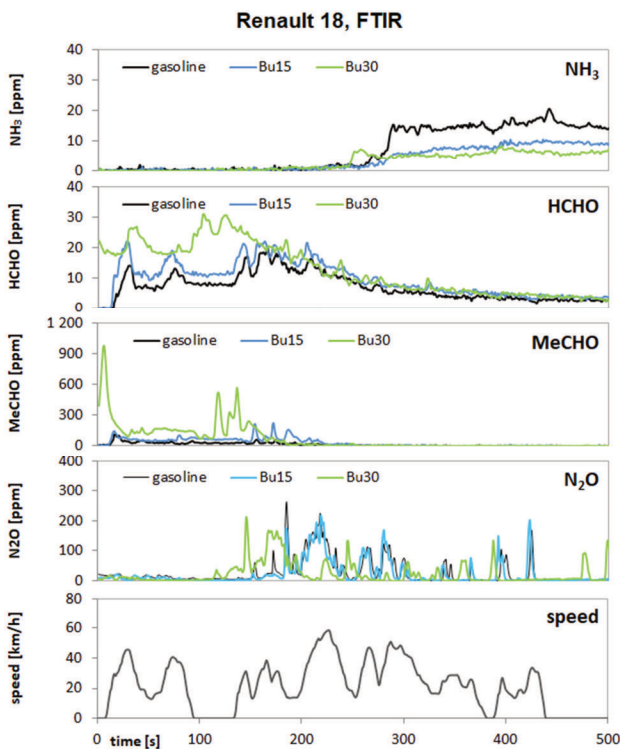 Renault 18, FTIR
NH₃ [ppm]
40
30
20
10
0
gasoline Bu15 Bu30
NH₃
HCHO [ppm]
40
30
20
10
0
HCHO
gasoline Bu15 Bu30
MeCHO [ppm]
1 200
900
600
300
0
gasoline Bu15 Bu30
MeCHO
N2O [ppm]
400
300
200
100
0
gasoline Bu15 Bu30
N₂O
speed [km/h]
80
60
40
20
0
speed
0 100 200 300 400 500
time [s]